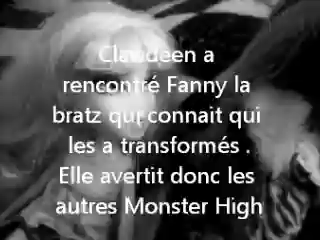 Clawdeen a
rencontré Fanny la
bratz qui connait qui
les a transformés .
Elle avertit donc les
autres Monster High